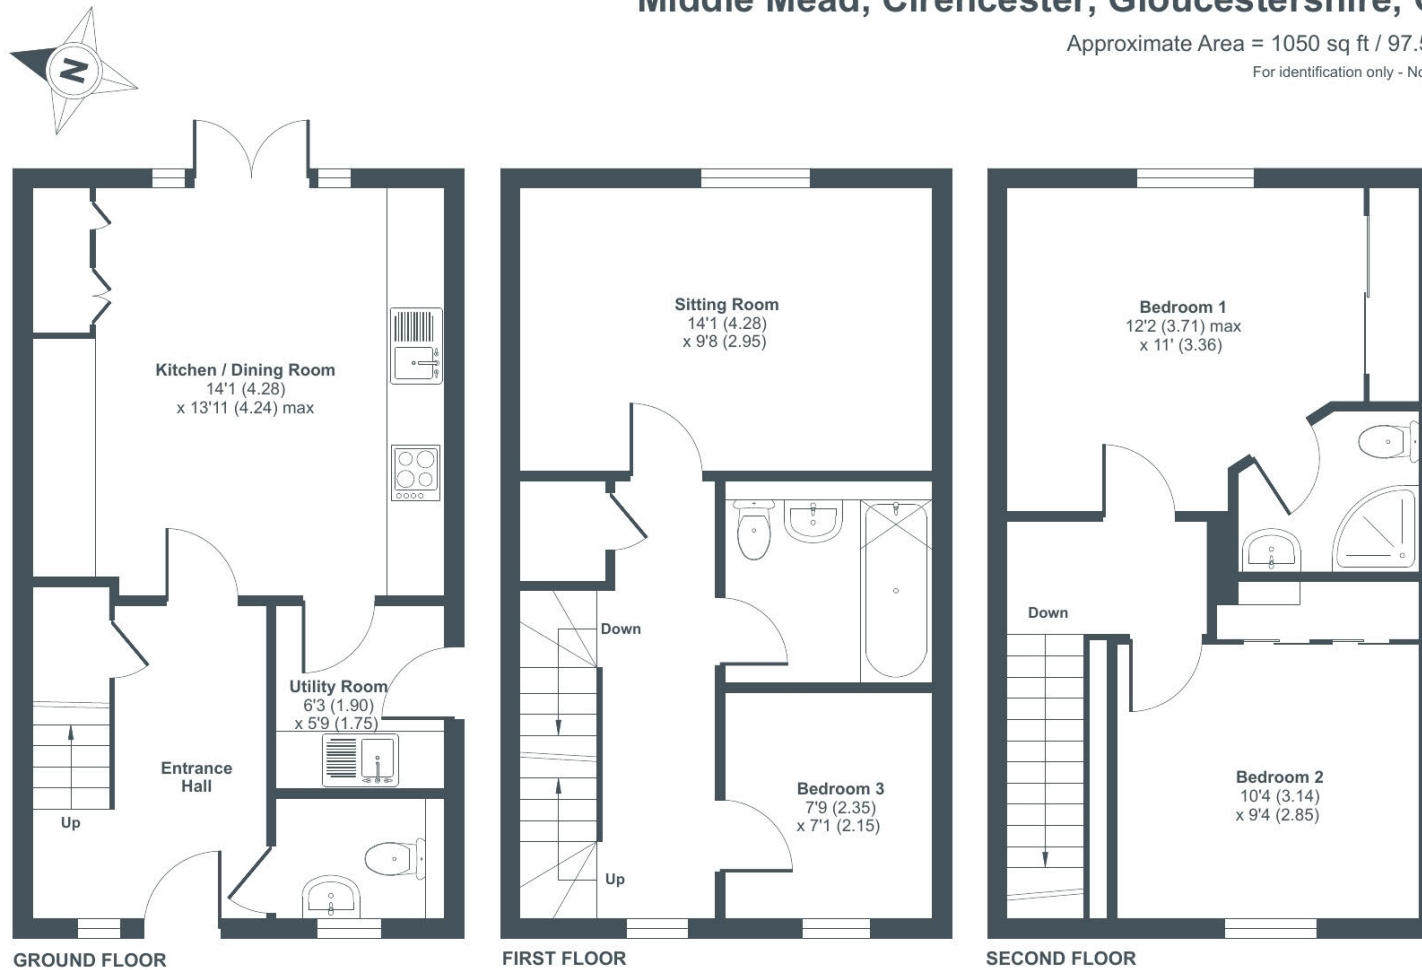 Middle Mead, Cirencester, Gloucestershire,
Approximate Area = 1050 sq ft / 97.5
For identification only -
N
Kitchen / Dining Room
14'1 (4.28)
x 13'11 (4.24) max
Utility Room
6'3 (1.90)
x 5'9 (1.75)
Entrance
Hall
Up
GROUND FLOOR
Sitting Room
14'1 (4.28)
x 9'8 (2.95)
Down
Bedroom 3
7'9 (2.35)
x 7'1 (2.15)
Up
FIRST FLOOR
Bedroom 1
12'2 (3.71) max
x 11' (3.36)
Down
Bedroom 2
10'4 (3.14)
x 9'4 (2.85)
SECOND FLOOR